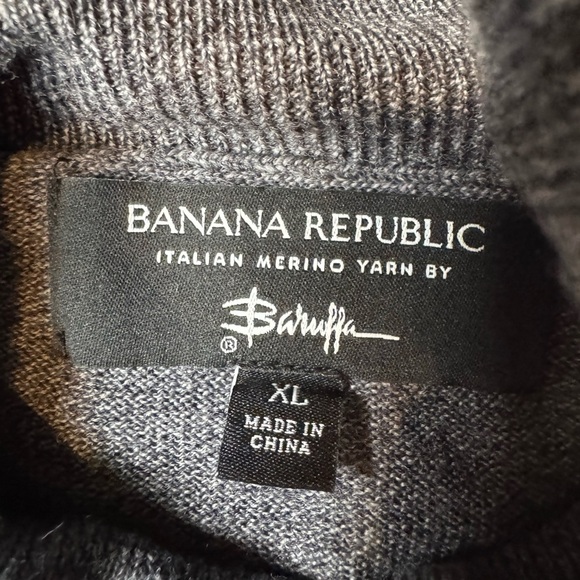 BANANA REPUBLIC
ITALIAN MERINO YARN BY
Baruffa
®
XL
MADE IN
CHINA